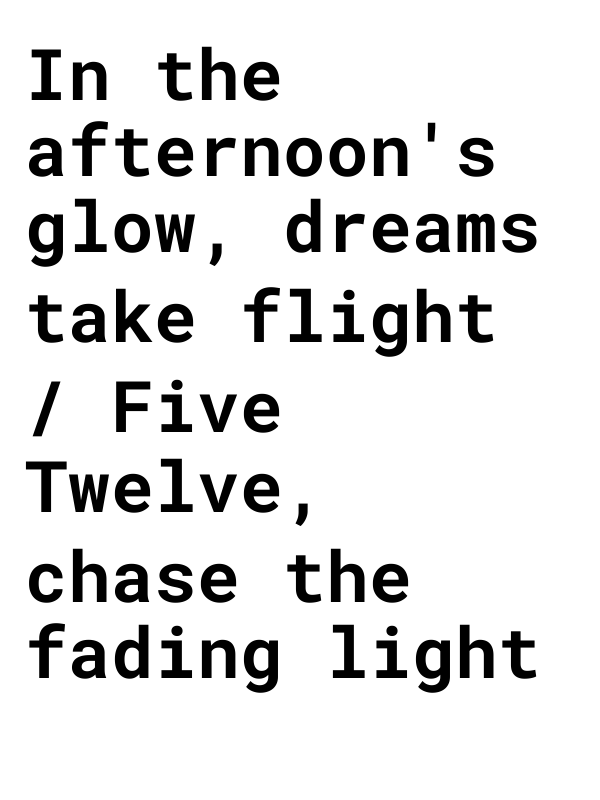 In the
afternoon's
glow, dreams
take flight
/ Five
Twelve,
chase the
fading light